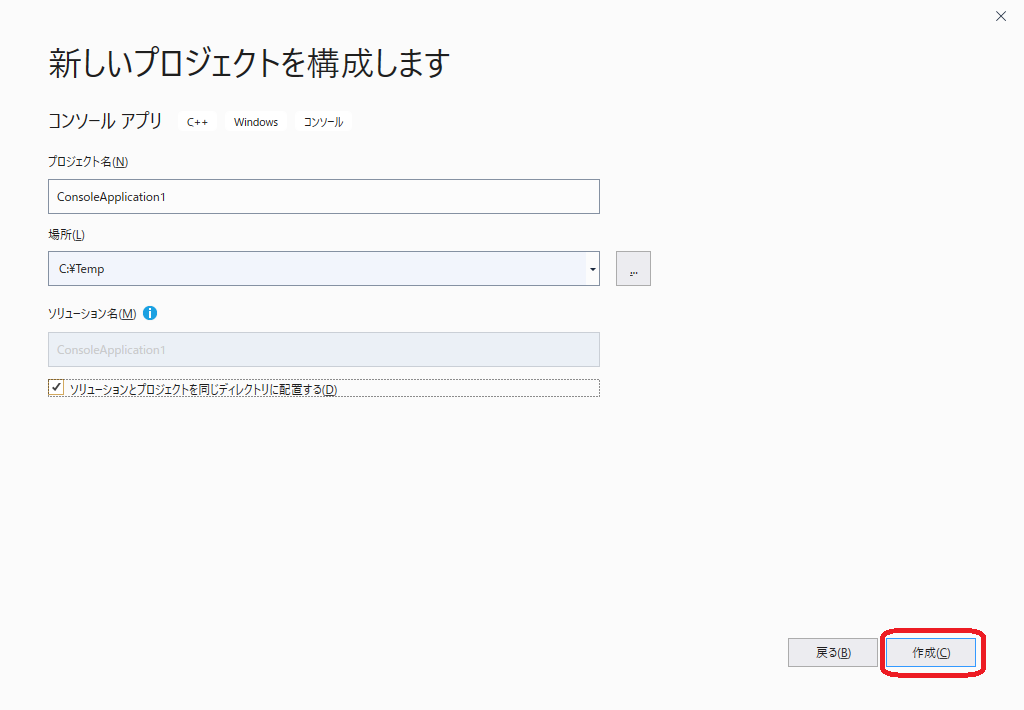 新しいプロジェクトを構成します
コンソール アプリ C++ Windows コンソール
プロジェクト名(N)
ConsoleApplication1
場所(L)
C:¥Temp
...
ソリューション名(M)
ConsoleApplication1
ソリューションとプロジェクトを同じディレクトリに配置する(D)
戻る(B) 作成(C)